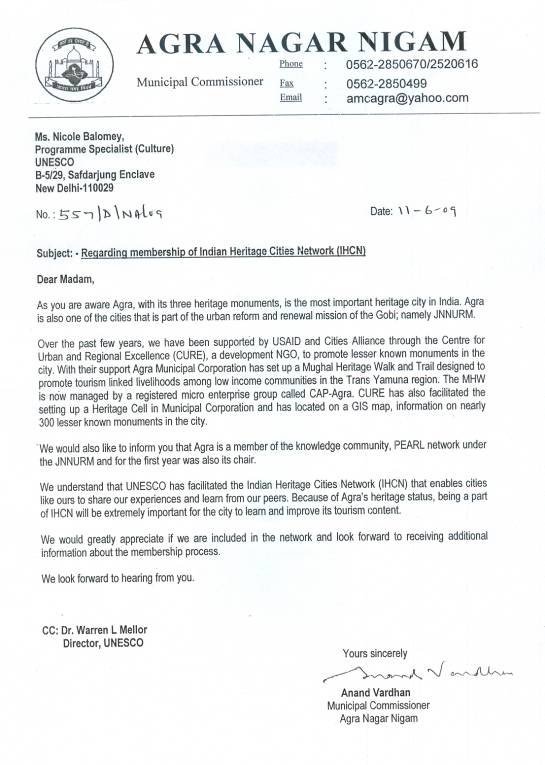 AGRA NAGAR NIGAM
Municipal Commissioner
Phone : 0562-2850670/2520616
Fax : 0562-2850499
Email : amcagra@yahoo.com
Ms. Nicole Balomey,
Programme Specialist (Culture)
UNESCO
B-5/29, Safdarjung Enclave
New Delhi-110029
No.: 557/D/NA/09
Date: 11-6-09
Subject: - Regarding membership of Indian Heritage Cities Network (IHCN)
Dear Madam,
As you are aware Agra, with its three heritage monuments, is the most important heritage city in India. Agra
is also one of the cities that is part of the urban reform and renewal mission of the Gobi; namely JNNURM.
Over the past few years, we have been supported by USAID and Cities Alliance through the Centre for
Urban and Regional Excellence (CURE), a development NGO, to promote lesser known monuments in the
city. With their support Agra Municipal Corporation has set up a Mughal Heritage Walk and Trail designed to
promote tourism linked livelihoods among low income communities in the Trans Yamuna region. The MHW
is now managed by a registered micro enterprise group called CAP-Agra. CURE has also facilitated the
setting up a Heritage Cell in Municipal Corporation and has located on a GIS map, information on nearly
300 lesser known monuments in the city.
We would also like to inform you that Agra is a member of the knowledge community, PEARL network under
the JNNURM and for the first year was also its chair.
We understand that UNESCO has facilitated the Indian Heritage Cities Network (IHCN) that enables cities
like ours to share our experiences and learn from our peers. Because of Agra's heritage status, being a part
of IHCN will be extremely important for the city to learn and improve its tourism content.
We would greatly appreciate if we are included in the network and look forward to receiving additional
information about the membership process.
We look forward to hearing from you.
CC: Dr. Warren L Mellor
Director, UNESCO
Yours sincerely
Anand Vardhan
Anand Vardhan
Municipal Commissioner
Agra Nagar Nigam